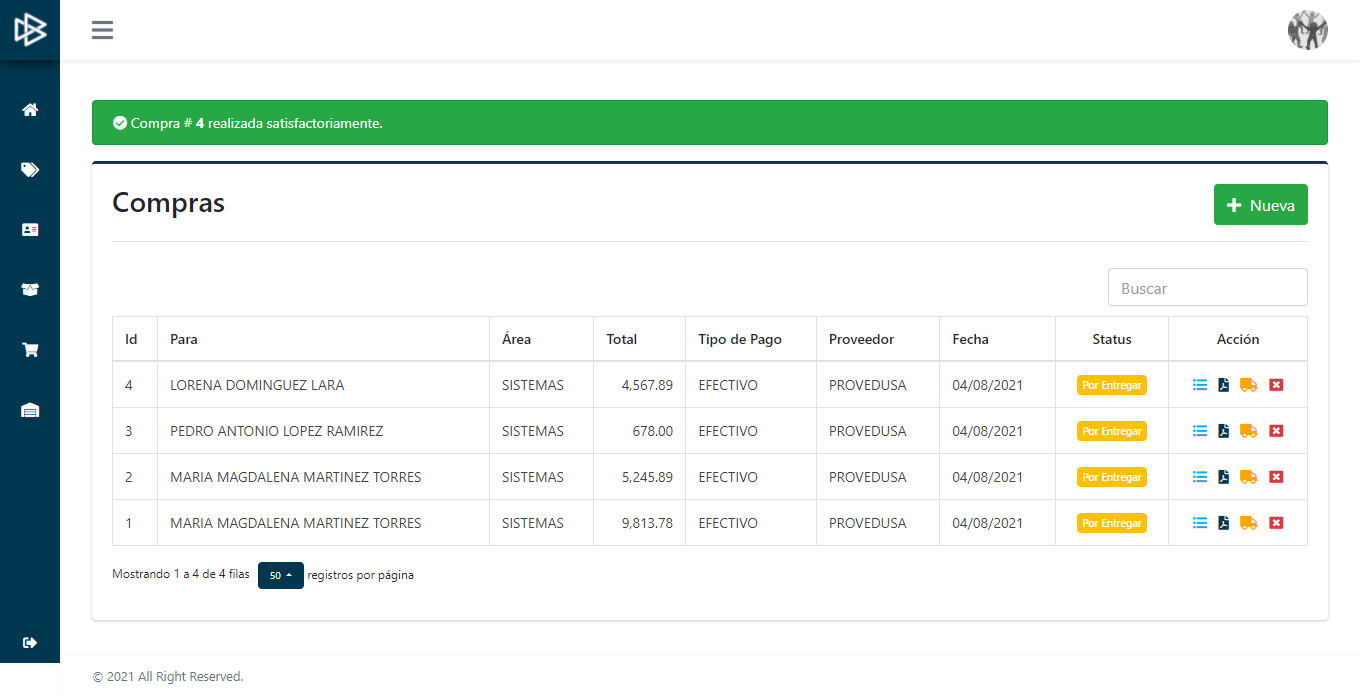 Compra # 4 realizada satisfactoriamente.
Compras
Nueva
Buscar
Id Para Área Total Tipo de Pago Proveedor Fecha Status Acción
4 LORENA DOMINGUEZ LARA SISTEMAS 4,567.89 EFECTIVO PROVEDUSA 04/08/2021 Por Entregar
3 PEDRO ANTONIO LOPEZ RAMIREZ SISTEMAS 678.00 EFECTIVO PROVEDUSA 04/08/2021 Por Entregar
2 MARIA MAGDALENA MARTINEZ TORRES SISTEMAS 5,245.89 EFECTIVO PROVEDUSA 04/08/2021 Por Entregar
1 MARIA MAGDALENA MARTINEZ TORRES SISTEMAS 9,813.78 EFECTIVO PROVEDUSA 04/08/2021 Por Entregar
Mostrando 1 a 4 de 4 filas 50 registros por página
© 2021 All Right Reserved.